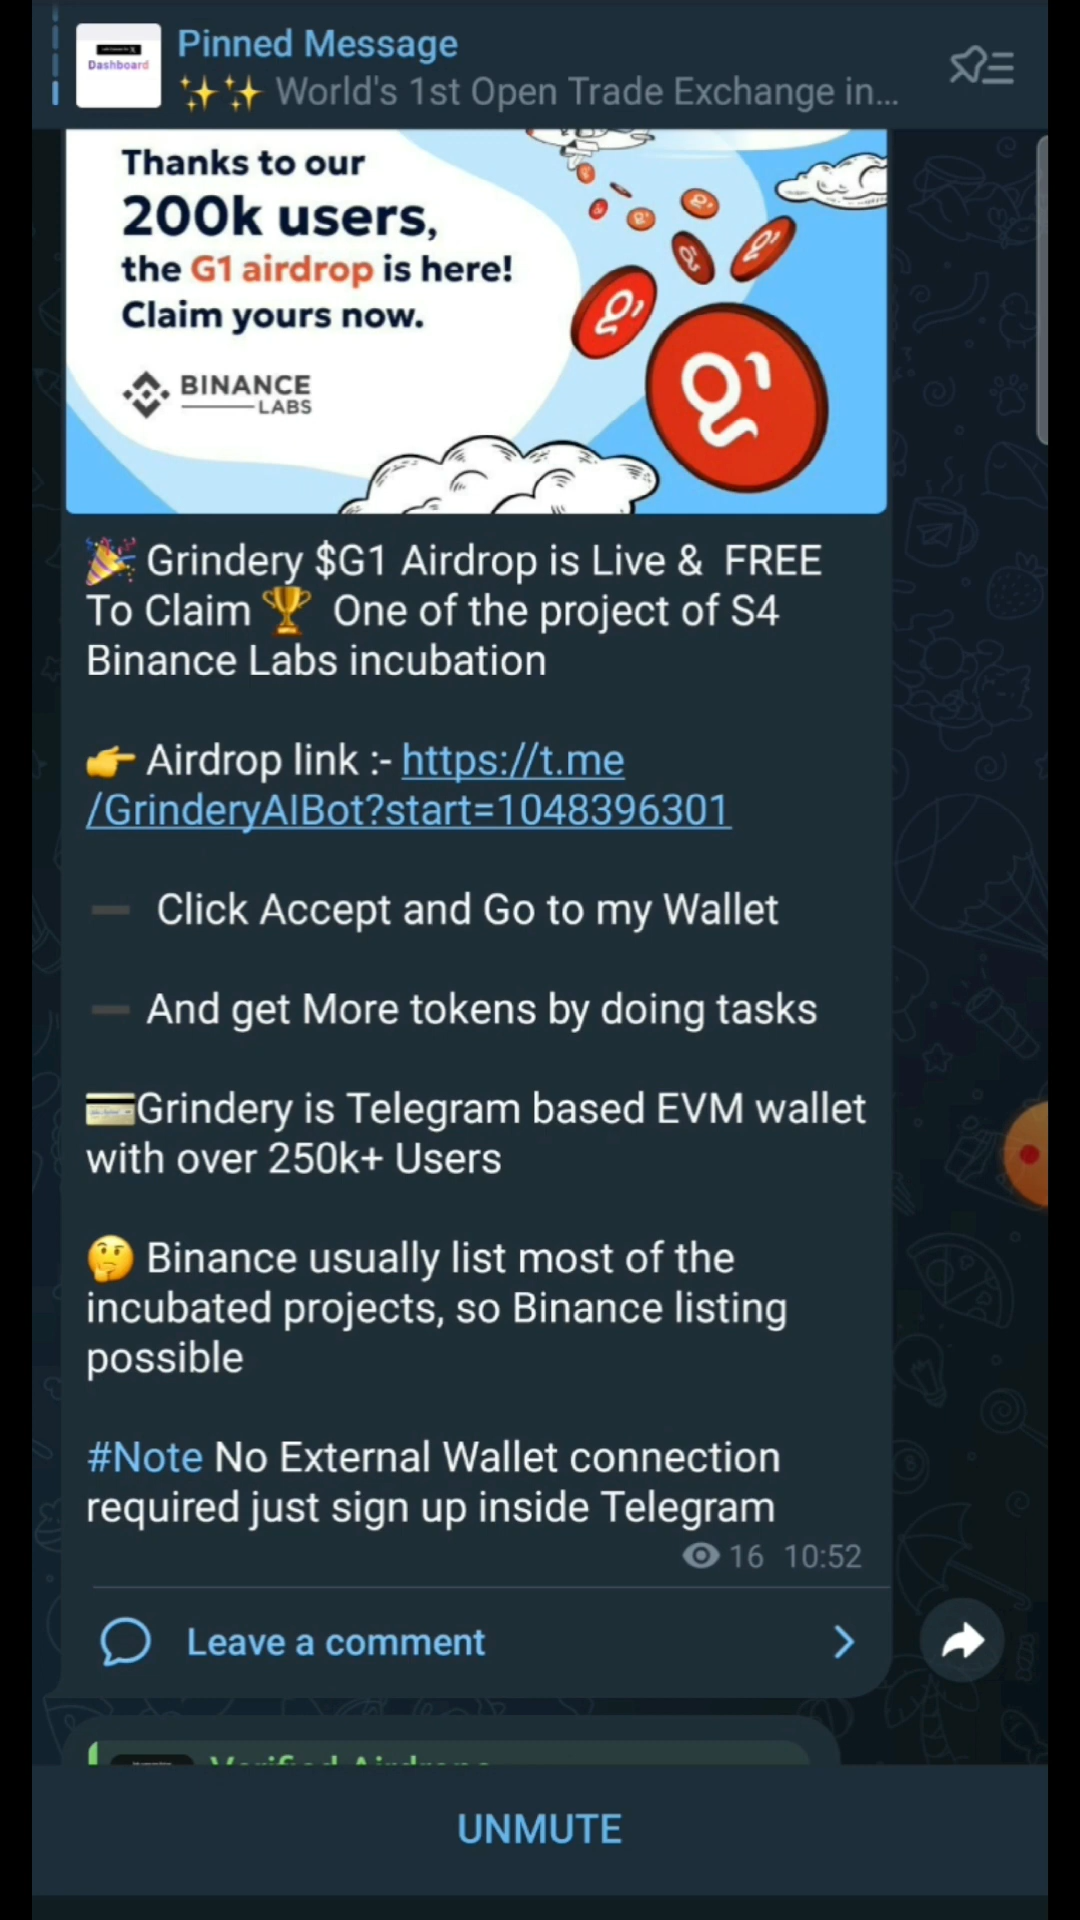 Pinned Message
Dashboard
✨✨ World's 1st Open Trade Exchange in...
Thanks to our
200k users,
the G1 airdrop is here!
Claim yours now.
BINANCE
LABS
🎉 Grindery $G1 Airdrop is Live & FREE
To Claim 🏆 One of the project of S4
Binance Labs incubation
👉 Airdrop link :- https://t.me
/GrinderyAIBot?start=1048396301
➖ Click Accept and Go to my Wallet
➖ And get More tokens by doing tasks
💳Grindery is Telegram based EVM wallet
with over 250k+ Users
🤔 Binance usually list most of the
incubated projects, so Binance listing
possible
#Note No External Wallet connection
required just sign up inside Telegram
16 10:52
Leave a comment
Verified Airdrops
UNMUTE